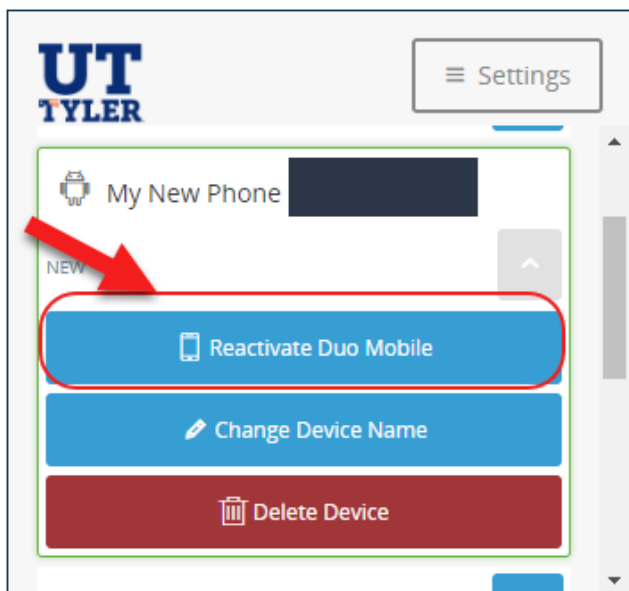 UT
TYLER
≡ Settings
My New Phone
NEW
Reactivate Duo Mobile
Change Device Name
Delete Device